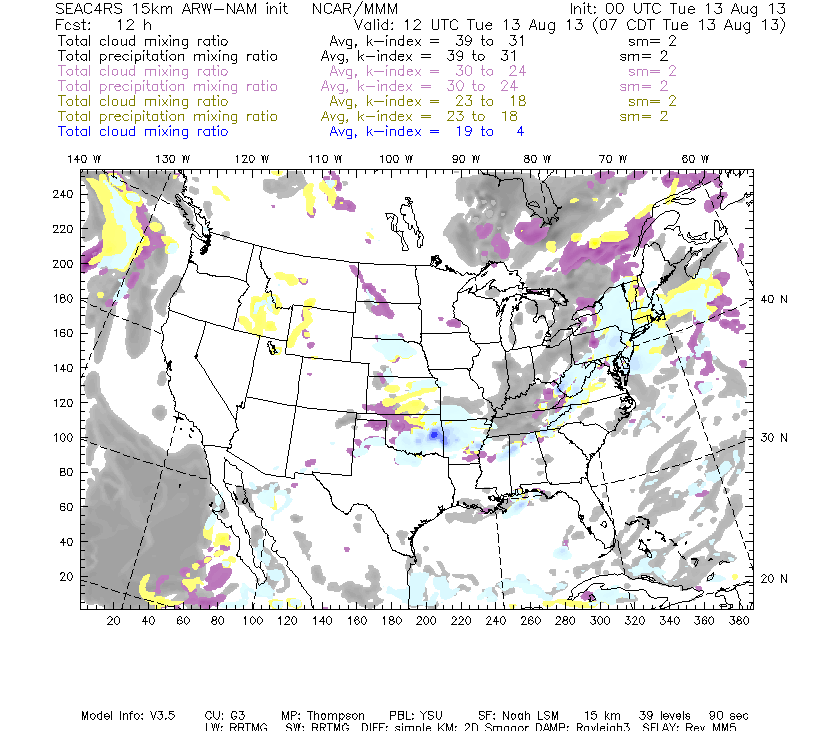 SEAC4RS 15km ARW-NAM init NCAR/MMM Init: 00 UTC Tue 13 Aug 13
Fcst: 12 h Valid: 12 UTC Tue 13 Aug 13 (07 CDT Tue 13 Aug 13)
Total cloud mixing ratio Avg, k-index = 39 to 31 sm= 2
Total precipitation mixing ratio Avg, k-index = 39 to 31 sm= 2
Total cloud mixing ratio Avg, k-index = 30 to 24 sm= 2
Total precipitation mixing ratio Avg, k-index = 30 to 24 sm= 2
Total cloud mixing ratio Avg, k-index = 23 to 18 sm= 2
Total precipitation mixing ratio Avg, k-index = 23 to 18 sm= 2
Total cloud mixing ratio Avg, k-index = 19 to 4
140 W 130 W 120 W 110 W 100 W 90 W 80 W 70 W 60 W
240
220
200
180 40 N
160
140
120
100 30 N
80
60
40
20 20 N
20 40 60 80 100 120 140 160 180 200 220 240 260 280 300 320 340 360 380
Model Info: V3.5 CU: G3 MP: Thompson PBL: YSU SF: Noah LSM 15 km 39 levels 90 sec
LW: RRTMG SW: RRTMG DIFF: simple KM: 2D Smagor DAMP: Rayleigh3 SFLAY: Rev MM5